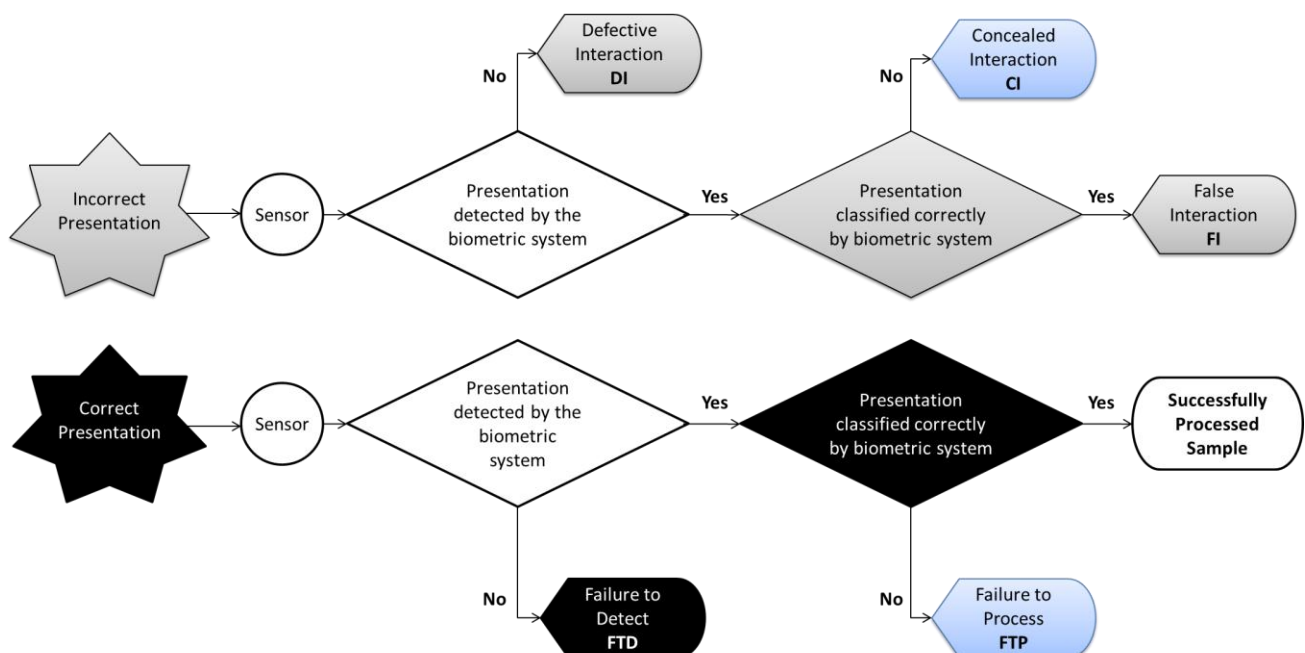 Defective
Interaction
DI
No
Concealed
Interaction
CI
No
Incorrect
Presentation
Sensor
Presentation
detected by the
biometric system
Yes
Presentation
classified correctly
by biometric system
Yes
False
Interaction
FI
Correct
Presentation
Sensor
Presentation
detected by the
biometric
system
Yes
Presentation
classified correctly
by biometric system
Yes
Successfully
Processed
Sample
No
Failure to
Detect
FTD
No
Failure to
Process
FTP